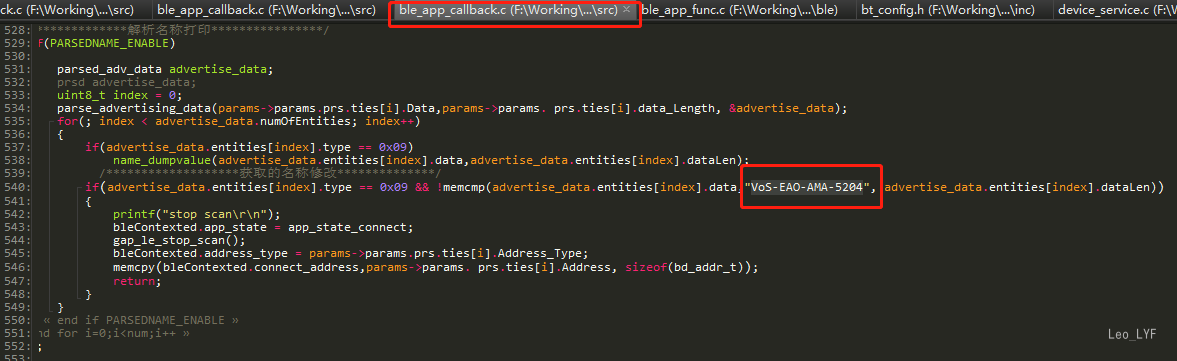 ck.c (F:\Working\...\src) ble_app_callback.c (F:\Working\...\src) ble_app_callback.c (F:\Working\...\src) × ble_app_func.c (F:\Working\...\ble) bt_config.h (F:\Working\...\inc) device_service.c (F:\W
528: ************解析名称打印****************/
529: F(PARSEDNAME_ENABLE)
530:
531: parsed_adv_data advertise_data;
532: prsd advertise_data;
533: uint8_t index = 0;
534: parse_advertising_data(params->params.prs.ties[i].Data,params->params. prs.ties[i].data_Length, &advertise_data);
535: for(; index < advertise_data.numOfEntities; index++)
536: {
537: if(advertise_data.entities[index].type == 0x09)
538: name_dumpvalue(advertise_data.entities[index].data,advertise_data.entities[index].dataLen);
539: /*******************获取的名称修改**************/
540: if(advertise_data.entities[index].type == 0x09 && !memcmp(advertise_data.entities[index].data,"VoS-EAO-AMA-5204", advertise_data.entities[index].dataLen))
541: {
542: printf("stop scan\r\n");
543: bleContexted.app_state = app_state_connect;
544: gap_le_stop_scan();
545: bleContexted.address_type = params->params.prs.ties[i].Address_Type;
546: memcpy(bleContexted.connect_address,params->params. prs.ties[i].Address, sizeof(bd_addr_t));
547: return;
548: }
549: }
550: « end if PARSEDNAME_ENABLE »
551: nd for i=0;i<num;i++ »
552: ;
553:
Leo_LYF